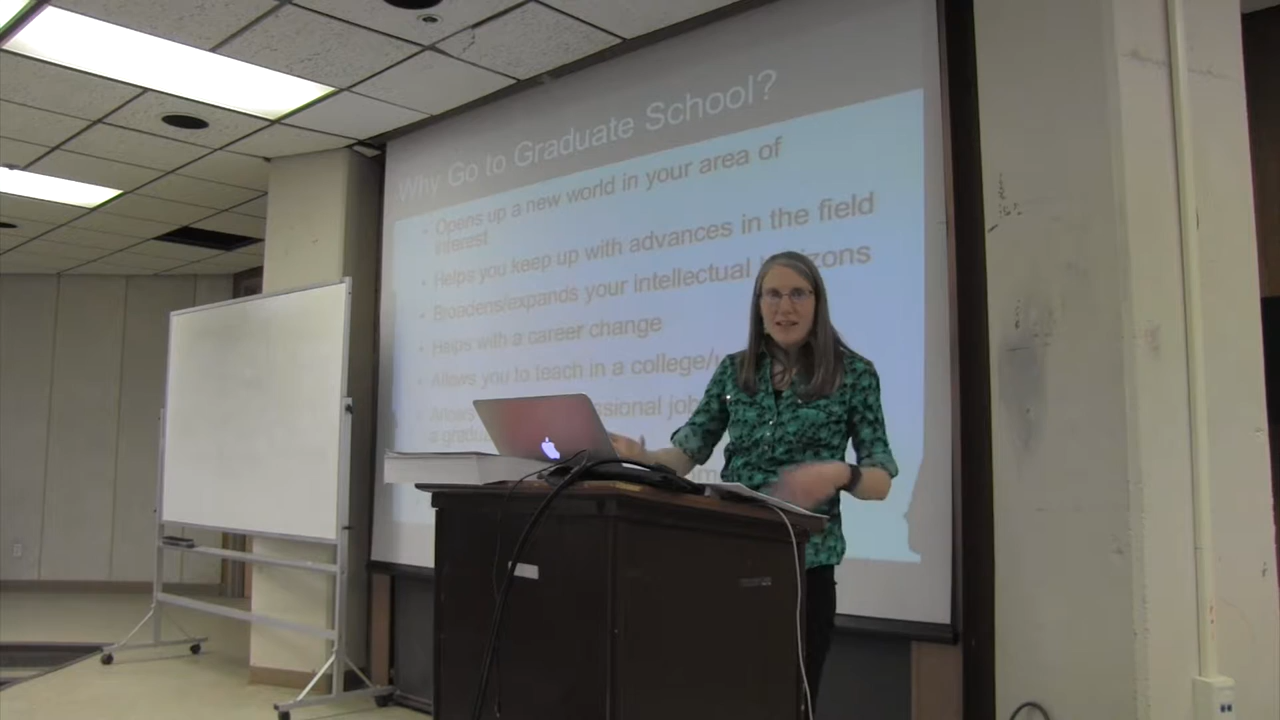 Why Go to Graduate School?
• Opens up a new world in your area of
interest
• Helps you keep up with advances in the field
• Broadens/expands your intellectual
• Helps with a career change
• Allows you to teach in a college/
• Allows